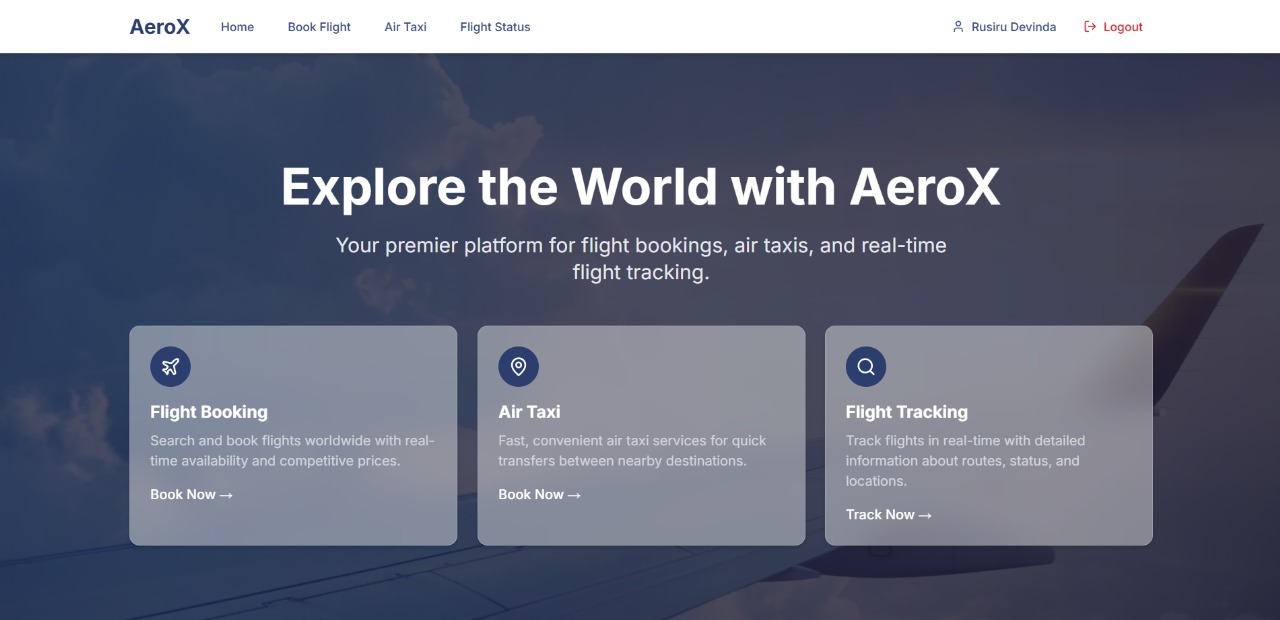 AeroX
Home
Book Flight
Air Taxi
Flight Status
Rusiru Devinda
Logout
Explore the World with AeroX
Your premier platform for flight bookings, air taxis, and real-time
flight tracking.
Flight Booking
Search and book flights worldwide with real-
time availability and competitive prices.
Book Now →
Air Taxi
Fast, convenient air taxi services for quick
transfers between nearby destinations.
Book Now →
Flight Tracking
Track flights in real-time with detailed
information about routes, status, and
locations.
Track Now →